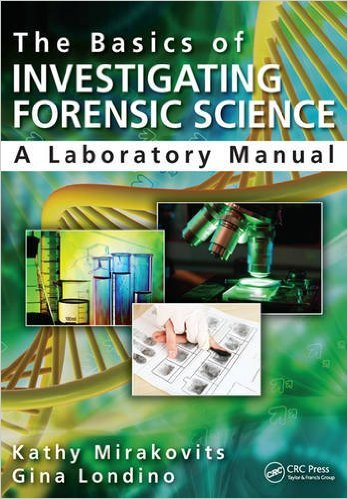 The Basics of
INVESTIGATING
FORENSIC SCIENCE
A Laboratory Manual
Kathy Mirakovits
Gina Londino
CRC Press
Taylor & Francis Group